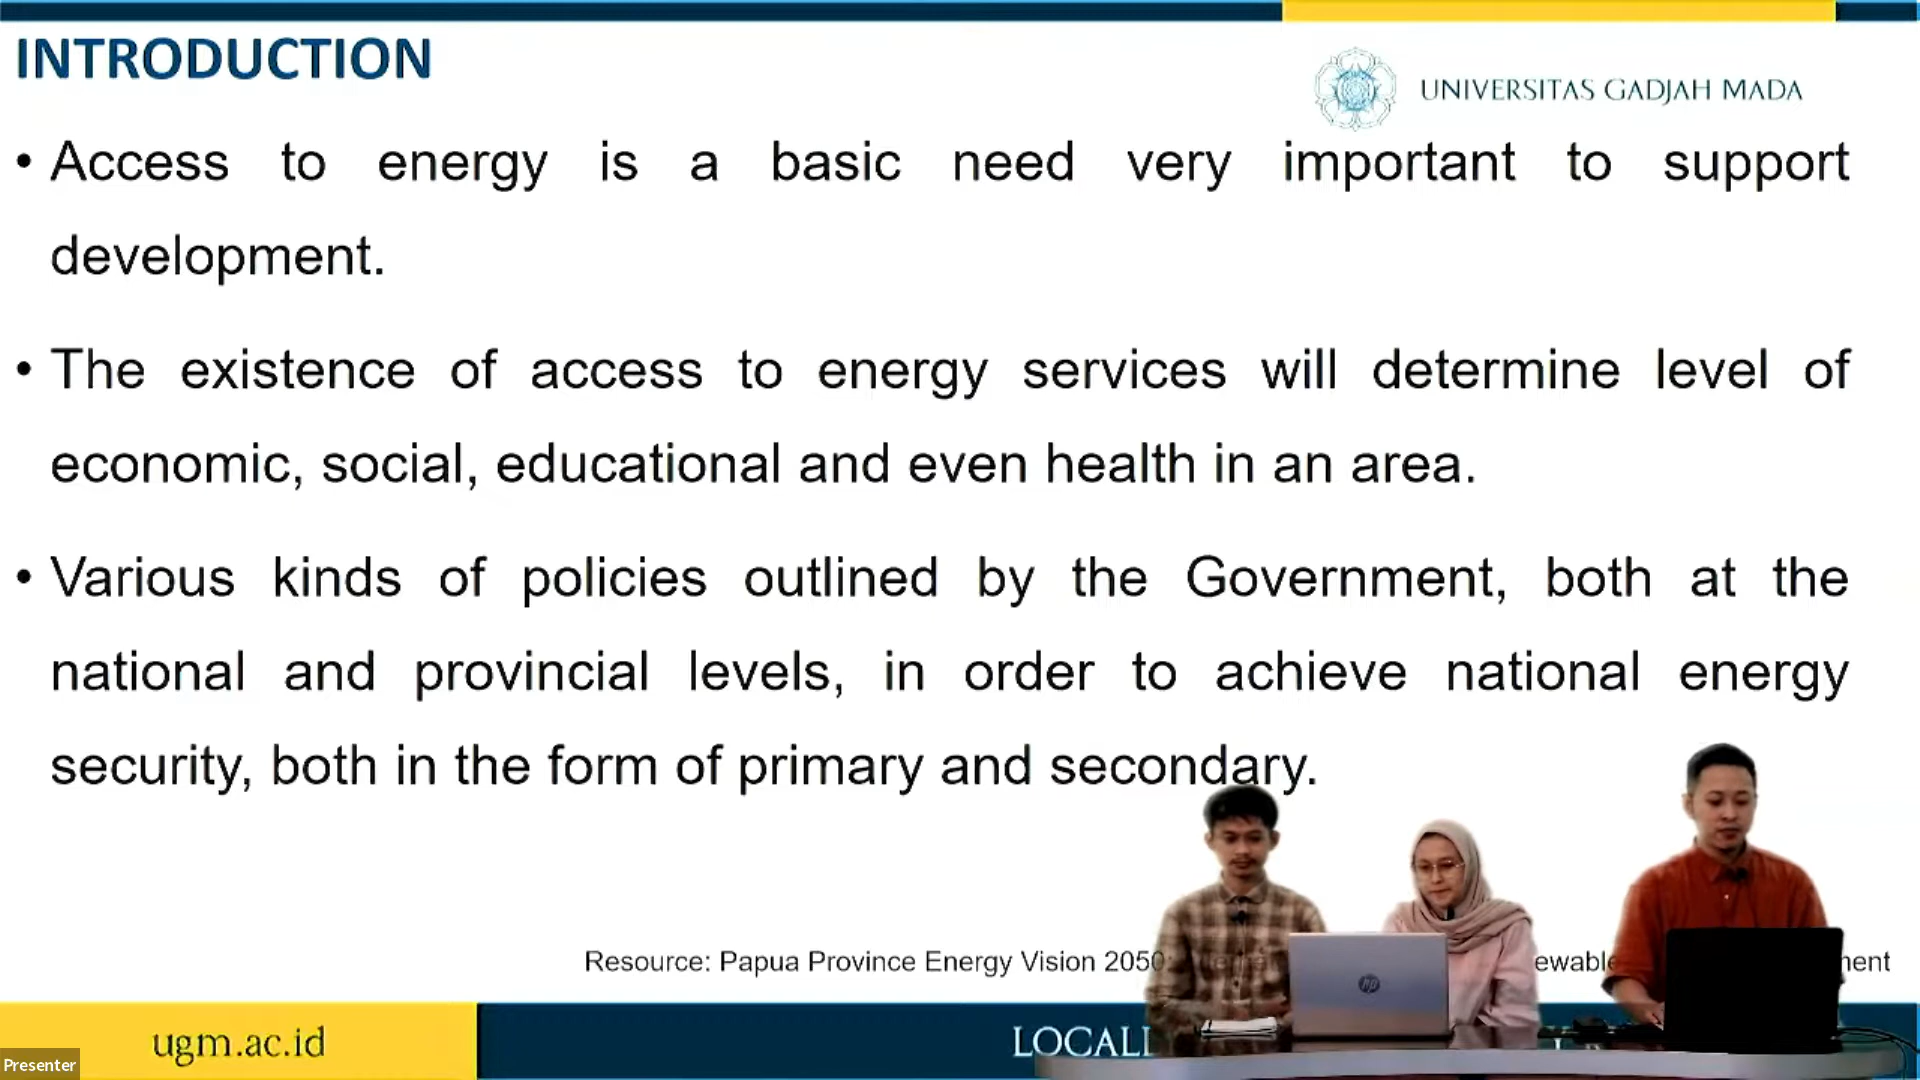 INTRODUCTION
UNIVERSITAS GADJAH MADA
• Access to energy is a basic need very important to support
development.
• The existence of access to energy services will determine level of
economic, social, educational and even health in an area.
• Various kinds of policies outlined by the Government, both at the
national and provincial levels, in order to achieve national energy
security, both in the form of primary and secondary.
Resource: Papua Province Energy Vision 2050
ugm.ac.id
Presenter
hp